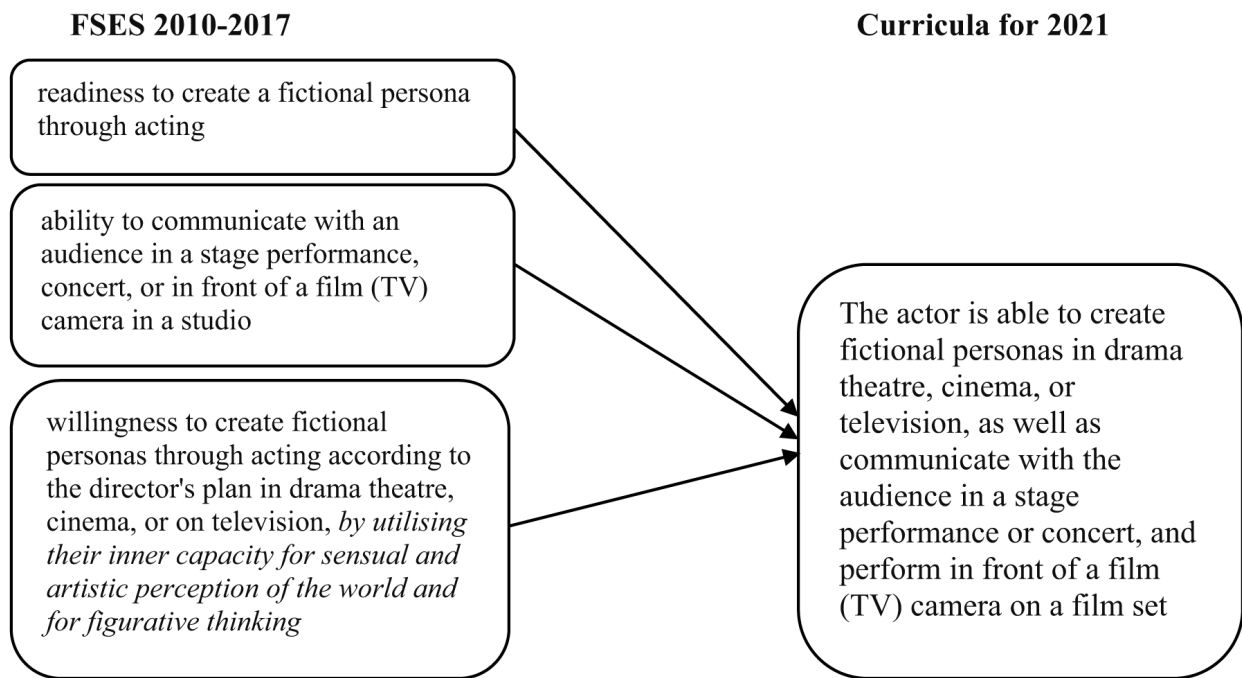 FSES 2010-2017
Curricula for 2021
readiness to create a fictional persona
through acting
ability to communicate with an
audience in a stage performance,
concert, or in front of a film (TV)
camera in a studio
willingness to create fictional
personas through acting according to
the director's plan in drama theatre,
cinema, or on television, by utilising
their inner capacity for sensual and
artistic perception of the world and
for figurative thinking
The actor is able to create
fictional personas in drama
theatre, cinema, or
television, as well as
communicate with the
audience in a stage
performance or concert, and
perform in front of a film
(TV) camera on a film set